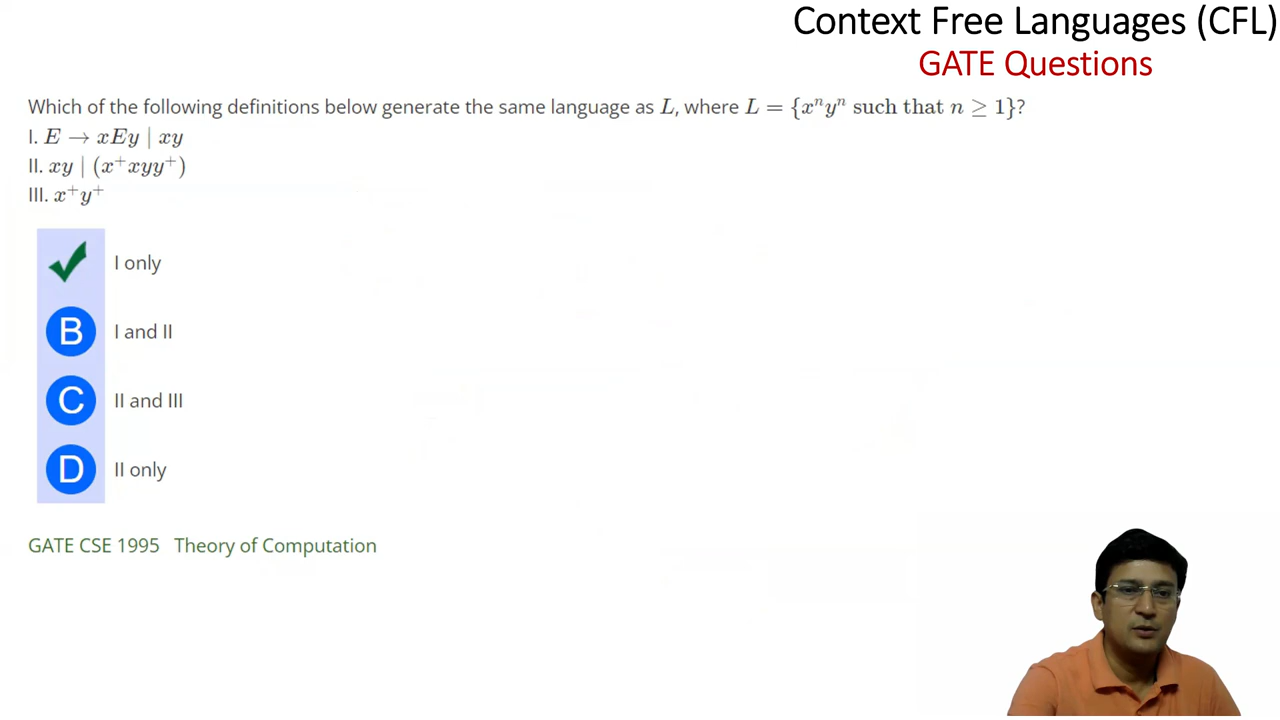 Context Free Languages (CFL)
GATE Questions
Which of the following definitions below generate the same language as L, where L = {xⁿyⁿ such that n ≥ 1}?
I. E → xEy | xy
II. xy | (x⁺xyy⁺)
III. x⁺y⁺
I only
B I and II
C II and III
D II only
GATE CSE 1995 Theory of Computation